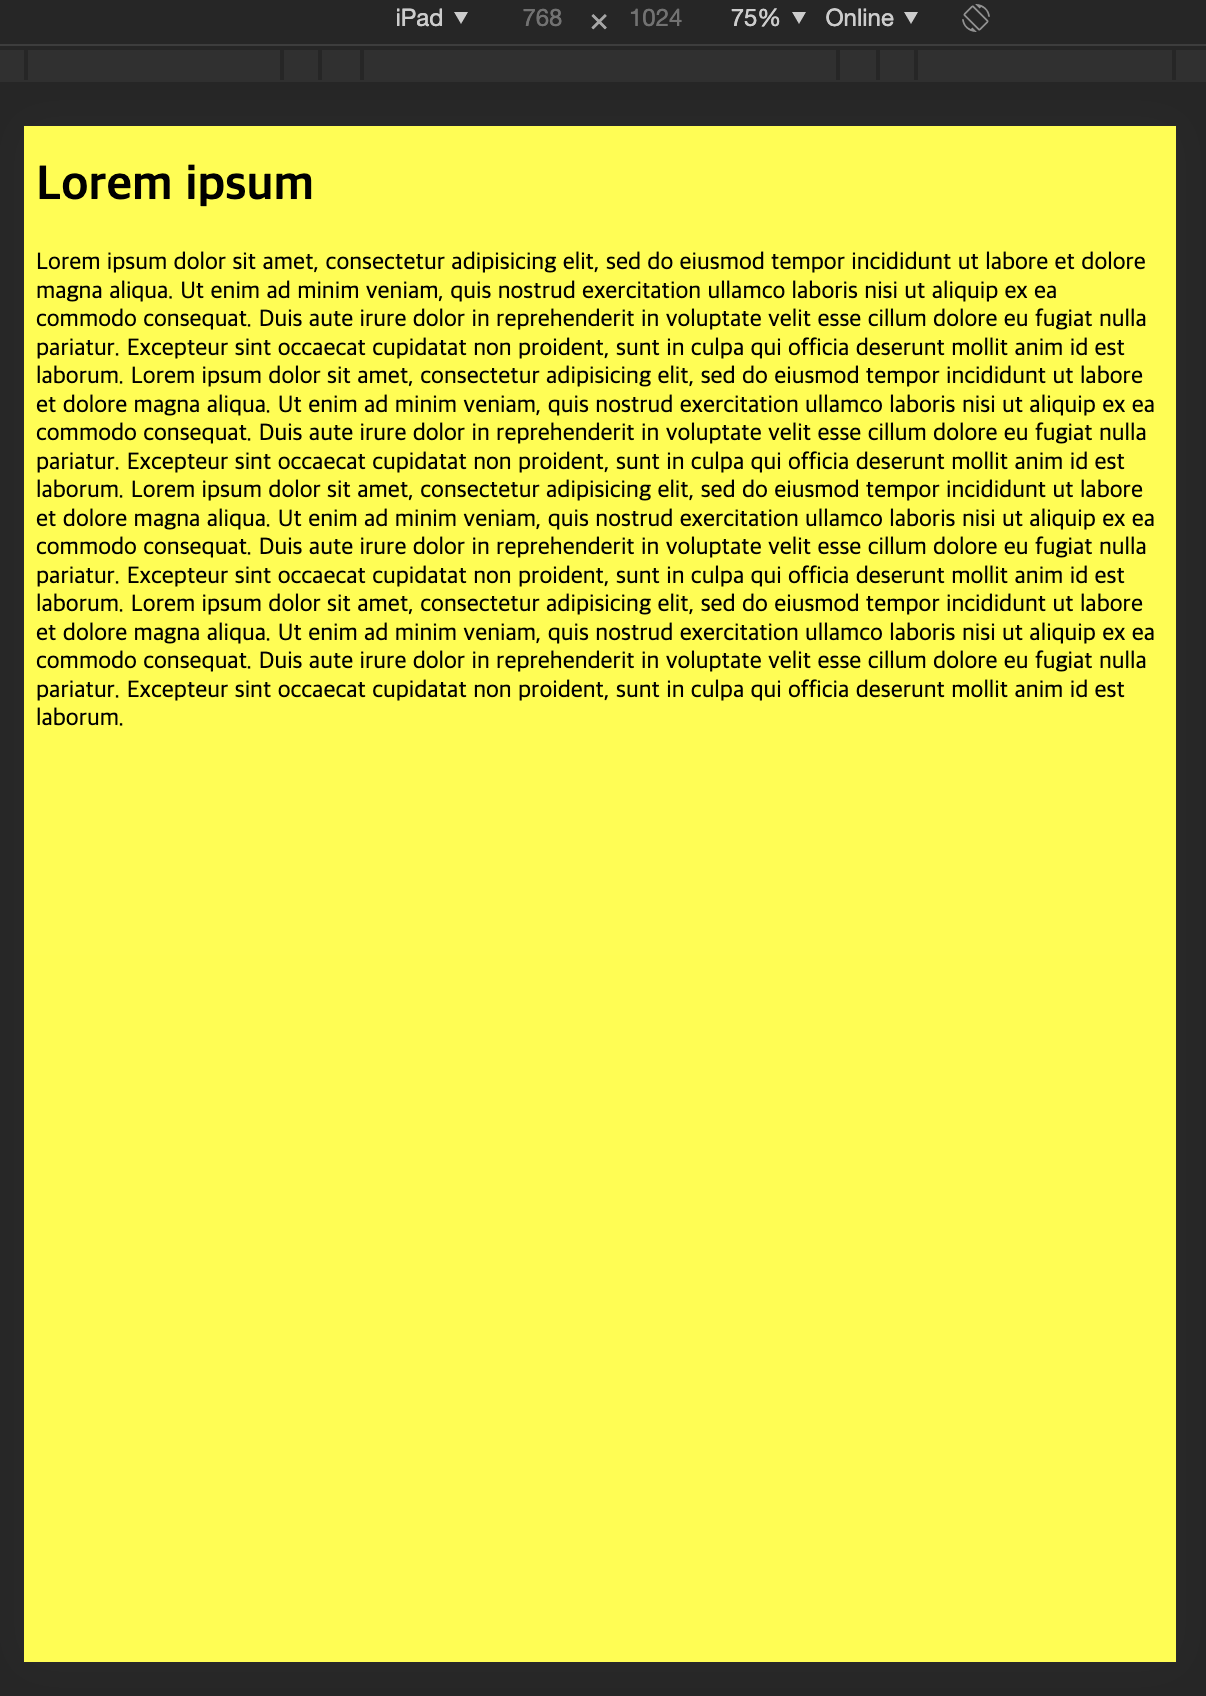 iPad ▼ 768 × 1024 75% ▼ Online ▼
Lorem ipsum
Lorem ipsum dolor sit amet, consectetur adipisicing elit, sed do eiusmod tempor incididunt ut labore et dolore
magna aliqua. Ut enim ad minim veniam, quis nostrud exercitation ullamco laboris nisi ut aliquip ex ea
commodo consequat. Duis aute irure dolor in reprehenderit in voluptate velit esse cillum dolore eu fugiat nulla
pariatur. Excepteur sint occaecat cupidatat non proident, sunt in culpa qui officia deserunt mollit anim id est
laborum. Lorem ipsum dolor sit amet, consectetur adipisicing elit, sed do eiusmod tempor incididunt ut labore
et dolore magna aliqua. Ut enim ad minim veniam, quis nostrud exercitation ullamco laboris nisi ut aliquip ex ea
commodo consequat. Duis aute irure dolor in reprehenderit in voluptate velit esse cillum dolore eu fugiat nulla
pariatur. Excepteur sint occaecat cupidatat non proident, sunt in culpa qui officia deserunt mollit anim id est
laborum. Lorem ipsum dolor sit amet, consectetur adipisicing elit, sed do eiusmod tempor incididunt ut labore
et dolore magna aliqua. Ut enim ad minim veniam, quis nostrud exercitation ullamco laboris nisi ut aliquip ex ea
commodo consequat. Duis aute irure dolor in reprehenderit in voluptate velit esse cillum dolore eu fugiat nulla
pariatur. Excepteur sint occaecat cupidatat non proident, sunt in culpa qui officia deserunt mollit anim id est
laborum. Lorem ipsum dolor sit amet, consectetur adipisicing elit, sed do eiusmod tempor incididunt ut labore
et dolore magna aliqua. Ut enim ad minim veniam, quis nostrud exercitation ullamco laboris nisi ut aliquip ex ea
commodo consequat. Duis aute irure dolor in reprehenderit in voluptate velit esse cillum dolore eu fugiat nulla
pariatur. Excepteur sint occaecat cupidatat non proident, sunt in culpa qui officia deserunt mollit anim id est
laborum.